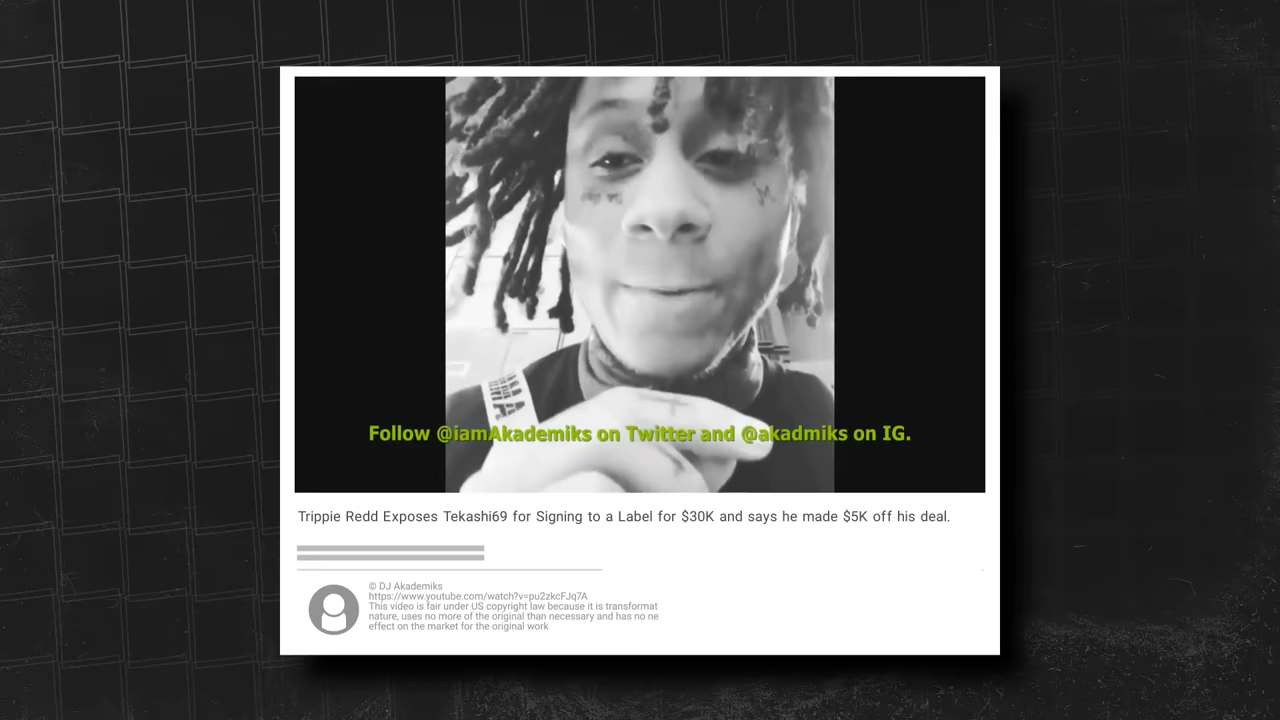 Follow @iamAkademiks on Twitter and @akadmiks on IG.
Trippie Redd Exposes Tekashi69 for Signing to a Label for $30K and says he made $5K off his deal.
© DJ Akademiks
https://www.youtube.com/watch?v=pu2zkcFJq7A
This video is fair under US copyright law because it is transformat
nature, uses no more of the original than necessary and has no ne
effect on the market for the original work